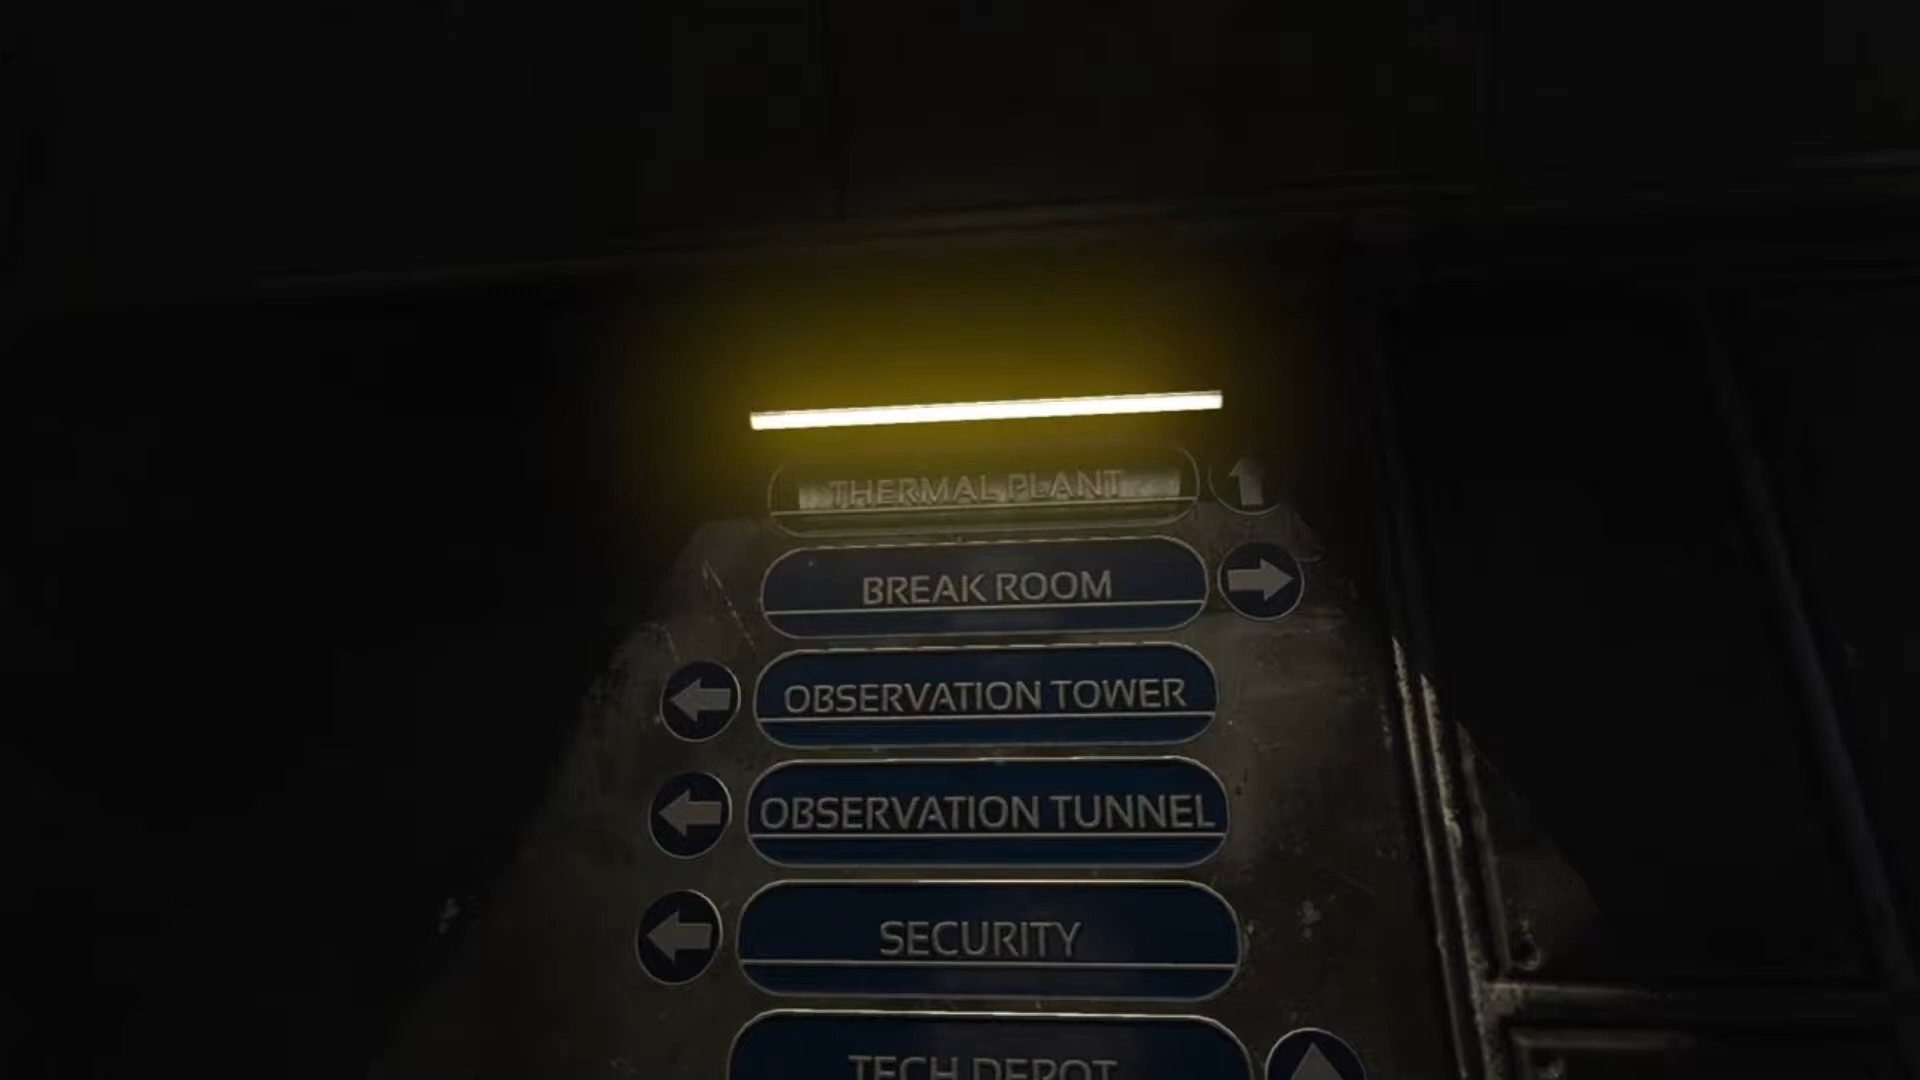 THERMAL PLANT
BREAK ROOM
OBSERVATION TOWER
OBSERVATION TUNNEL
SECURITY
TECH DEPOT